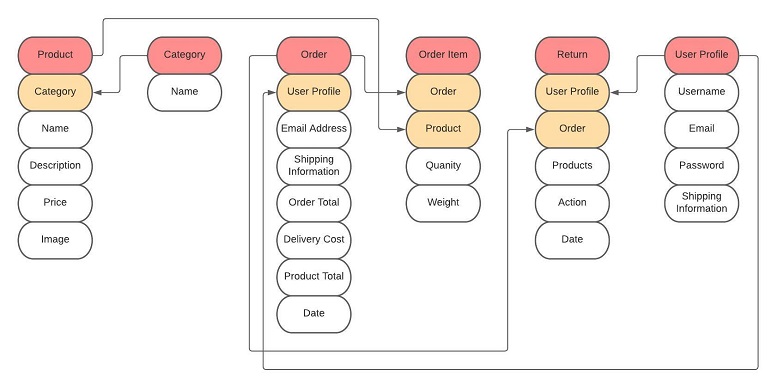 Product
Category
Name
Description
Price
Image
Category
Name
Order
User Profile
Email Address
Shipping
Information
Order Total
Delivery Cost
Product Total
Date
Order Item
Order
Product
Quanity
Weight
Return
User Profile
Order
Products
Action
Date
User Profile
Username
Email
Password
Shipping
Information